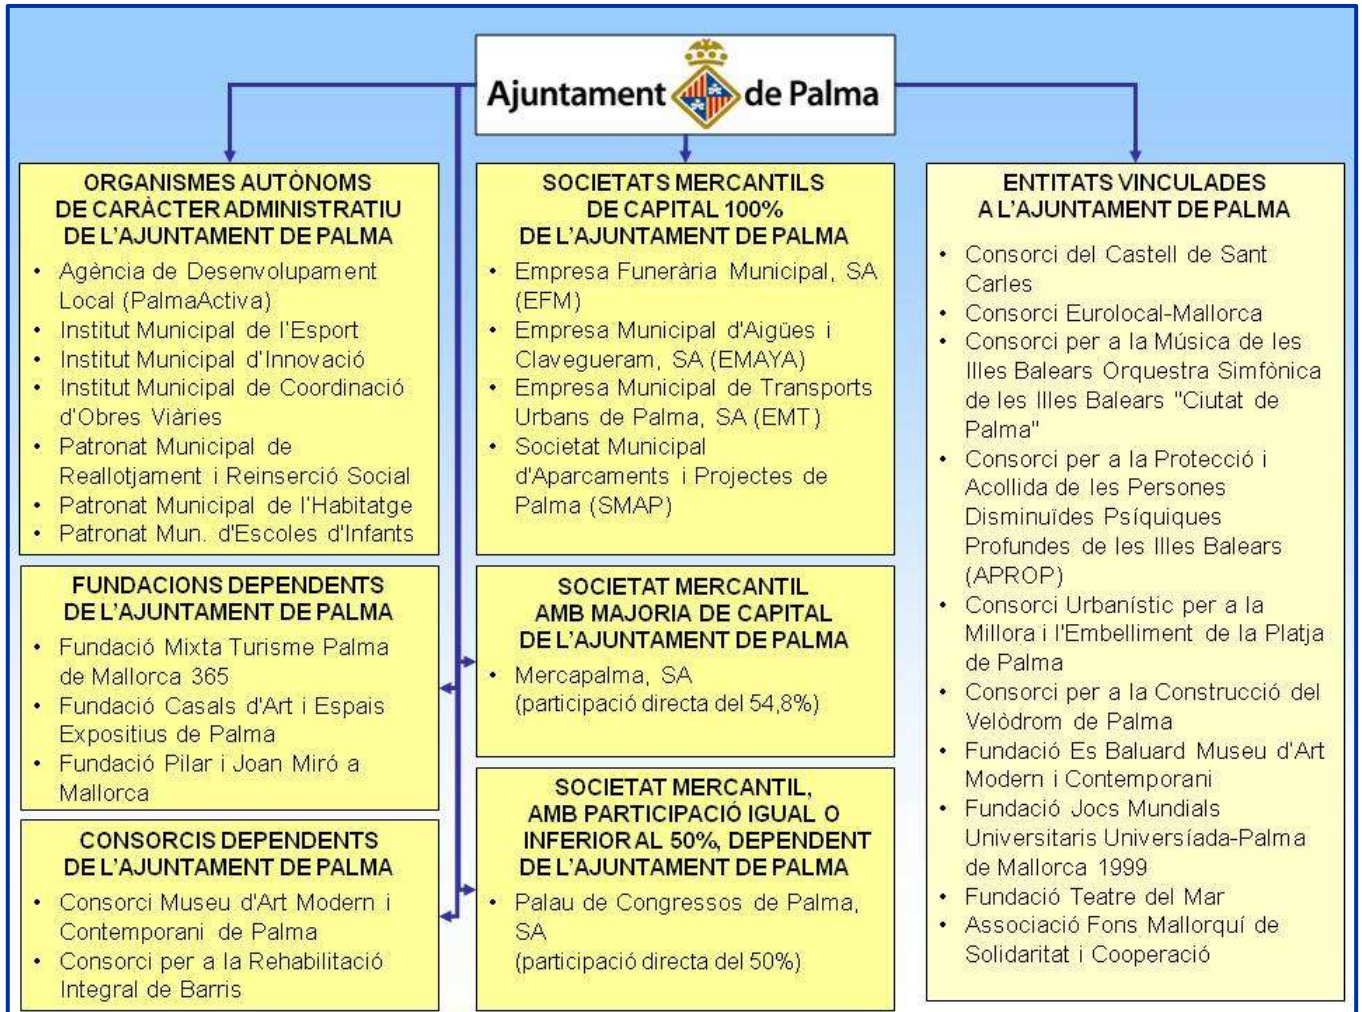 Ajuntament de Palma
ORGANISMES AUTÒNOMS
DE CARÀCTER ADMINISTRATIU
DE L'AJUNTAMENT DE PALMA
• Agència de Desenvolupament
Local (PalmaActiva)
• Institut Municipal de l'Esport
• Institut Municipal d'Innovació
• Institut Municipal de Coordinació
d'Obres Viàries
• Patronat Municipal de
Reallotjament i Reinserció Social
• Patronat Municipal de l'Habitatge
• Patronat Mun. d'Escoles d'Infants
FUNDACIONS DEPENDENTS
DE L'AJUNTAMENT DE PALMA
• Fundació Mixta Turisme Palma
de Mallorca 365
• Fundació Casals d'Art i Espais
Expositius de Palma
• Fundació Pilar i Joan Miró a
Mallorca
CONSORCIS DEPENDENTS
DE L'AJUNTAMENT DE PALMA
• Consorci Museu d'Art Modern i
Contemporani de Palma
• Consorci per a la Rehabilitació
Integral de Barris
SOCIETATS MERCANTILS
DE CAPITAL 100%
DE L'AJUNTAMENT DE PALMA
• Empresa Funerària Municipal, SA
(EFM)
• Empresa Municipal d'Aigües i
Clavegueram, SA (EMAYA)
• Empresa Municipal de Transports
Urbans de Palma, SA (EMT)
• Societat Municipal
d'Aparcaments i Projectes de
Palma (SMAP)
SOCIETAT MERCANTIL
AMB MAJORIA DE CAPITAL
DE L'AJUNTAMENT DE PALMA
• Mercapalma, SA
(participació directa del 54,8%)
SOCIETAT MERCANTIL,
AMB PARTICIPACIÓ IGUAL O
INFERIOR AL 50%, DEPENDENT
DE L'AJUNTAMENT DE PALMA
• Palau de Congressos de Palma,
SA
(participació directa del 50%)
ENTITATS VINCULADES
A L'AJUNTAMENT DE PALMA
• Consorci del Castell de Sant
Carles
• Consorci Eurolocal-Mallorca
• Consorci per a la Música de les
Illes Balears Orquestra Simfònica
de les Illes Balears "Ciutat de
Palma"
• Consorci per a la Protecció i
Acollida de les Persones
Disminuïdes Psíquiques
Profundes de les Illes Balears
(APROP)
• Consorci Urbanístic per a la
Millora i l'Embelliment de la Platja
de Palma
• Consorci per a la Construcció del
Velòdrom de Palma
• Fundació Es Baluard Museu d'Art
Modern i Contemporani
• Fundació Jocs Mundials
Universitaris Universíada-Palma
de Mallorca 1999
• Fundació Teatre del Mar
• Associació Fons Mallorquí de
Solidaritat i Cooperació